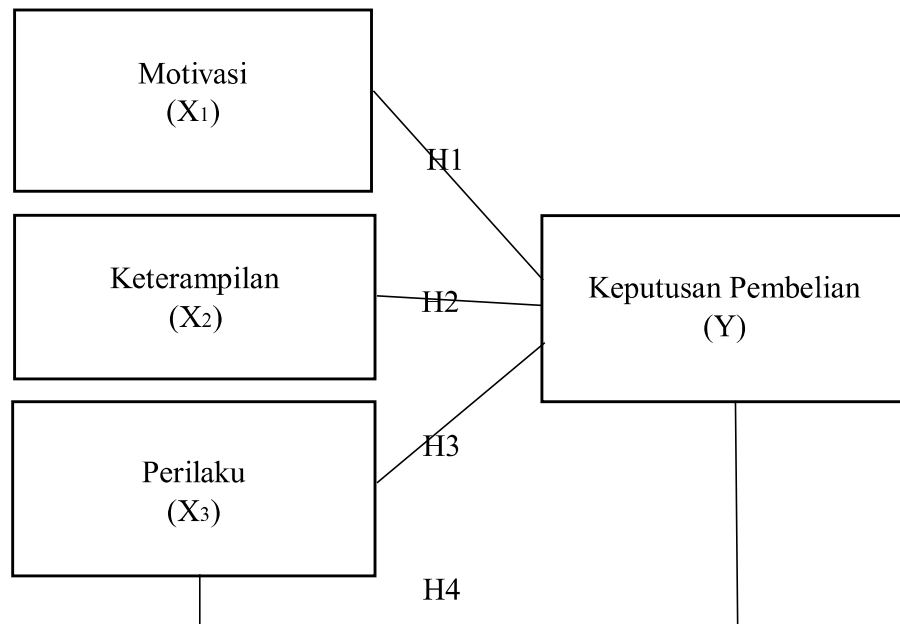 Motivasi
(X1)
H1
Keterampilan
(X2)
H2
Keputusan Pembelian
(Y)
H3
Perilaku
(X3)
H4